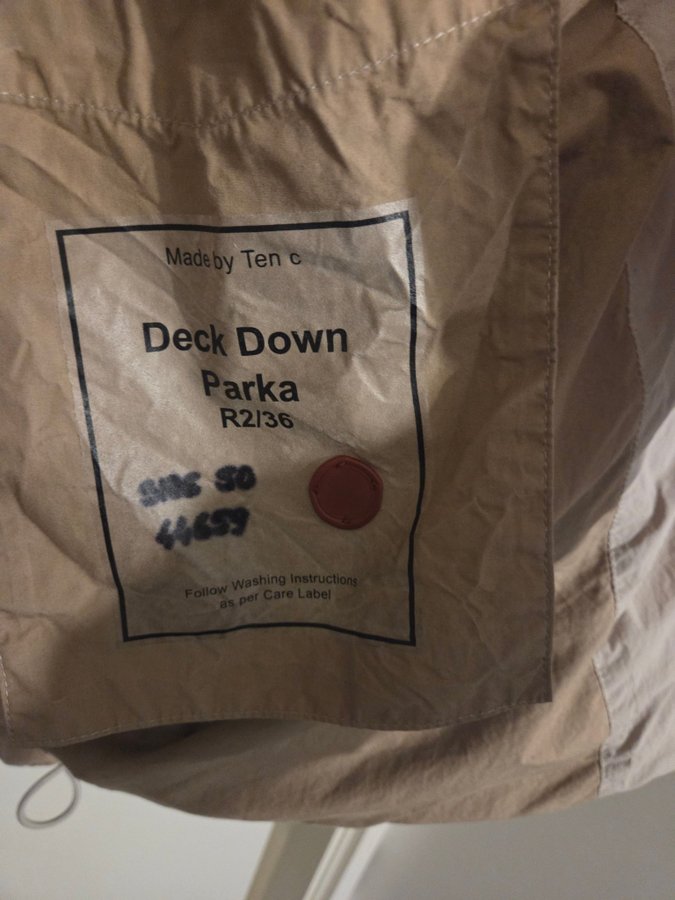 Made by Ten c
Deck Down
Parka
R2/36
SIZE 50
44659
Follow Washing Instructions
as per Care Label